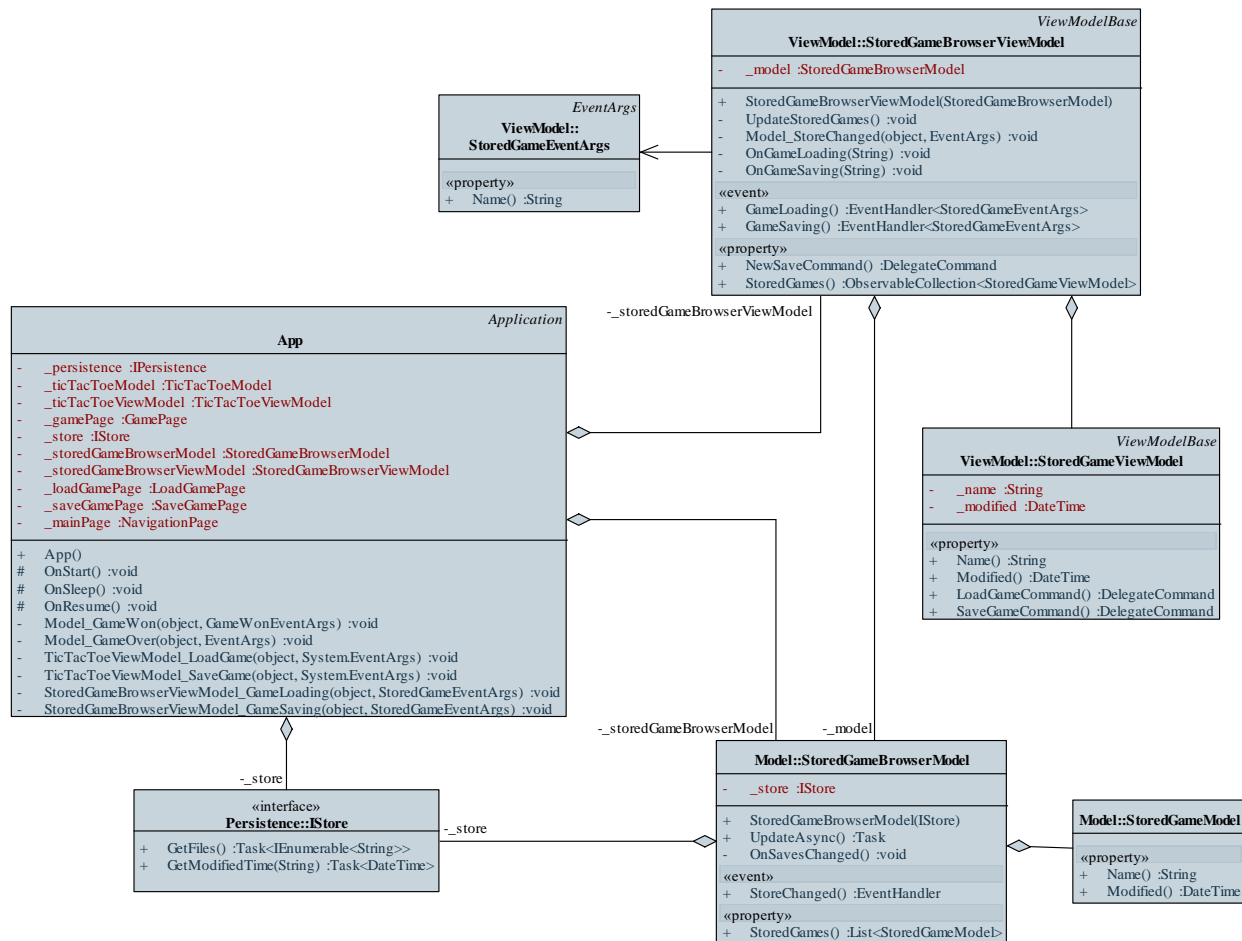 ViewModelBase
ViewModel::StoredGameBrowserViewModel
- _model :StoredGameBrowserModel
+ StoredGameBrowserViewModel(StoredGameBrowserModel)
- UpdateStoredGames() :void
- Model_StoreChanged(object, EventArgs) :void
- OnGameLoading(String) :void
- OnGameSaving(String) :void
«event»
+ GameLoading() :EventHandler<StoredGameEventArgs>
+ GameSaving() :EventHandler<StoredGameEventArgs>
«property»
+ NewSaveCommand() :DelegateCommand
+ StoredGames() :ObservableCollection<StoredGameViewModel>
EventArgs
ViewModel::
StoredGameEventArgs
«property»
+ Name() :String
-_storedGameBrowserViewModel
Application
App
- _persistence :IPersistence
- _ticTacToeModel :TicTacToeModel
- _ticTacToeViewModel :TicTacToeViewModel
- _gamePage :GamePage
- _store :IStore
- _storedGameBrowserModel :StoredGameBrowserModel
- _storedGameBrowserViewModel :StoredGameBrowserViewModel
- _loadGamePage :LoadGamePage
- _saveGamePage :SaveGamePage
- _mainPage :NavigationPage
+ App()
# OnStart() :void
# OnSleep() :void
# OnResume() :void
- Model_GameWon(object, GameWonEventArgs) :void
- Model_GameOver(object, EventArgs) :void
- TicTacToeViewModel_LoadGame(object, System.EventArgs) :void
- TicTacToeViewModel_SaveGame(object, System.EventArgs) :void
- StoredGameBrowserViewModel_GameLoading(object, StoredGameEventArgs) :void
- StoredGameBrowserViewModel_GameSaving(object, StoredGameEventArgs) :void
ViewModelBase
ViewModel::StoredGameViewModel
- _name :String
- _modified :DateTime
«property»
+ Name() :String
+ Modified() :DateTime
+ LoadGameCommand() :DelegateCommand
+ SaveGameCommand() :DelegateCommand
-_storedGameBrowserModel
-_model
-_store
«interface»
Persistence::IStore
+ GetFiles() :Task<IEnumerable<String>>
+ GetModifiedTime(String) :Task<DateTime>
-_store
Model::StoredGameBrowserModel
- _store :IStore
+ StoredGameBrowserModel(IStore)
+ UpdateAsync() :Task
- OnSavesChanged() :void
«event»
+ StoreChanged() :EventHandler
«property»
+ StoredGames() :List<StoredGameModel>
Model::StoredGameModel
«property»
+ Name() :String
+ Modified() :DateTime